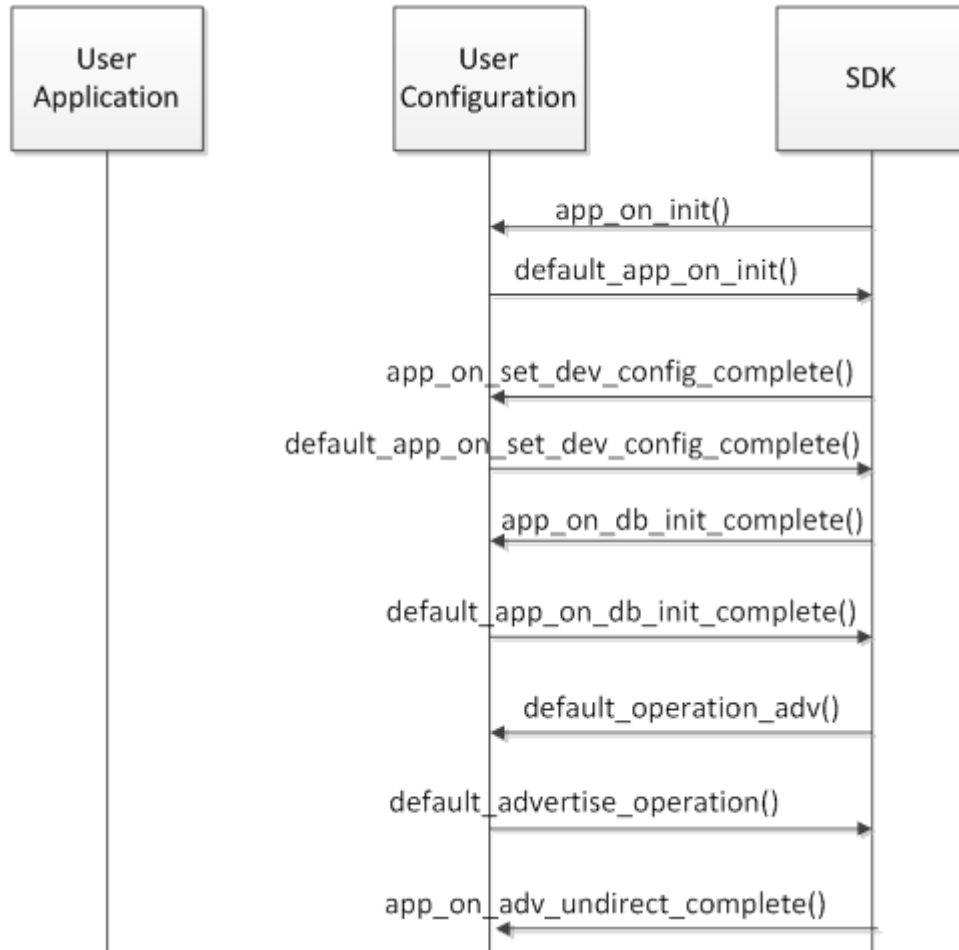 User
Application
User
Configuration
SDK
app_on_init()
default_app_on_init()
app_on_set_dev_config_complete()
default_app_on_set_dev_config_complete()
app_on_db_init_complete()
default_app_on_db_init_complete()
default_operation_adv()
default_advertise_operation()
app_on_adv_undirect_complete()